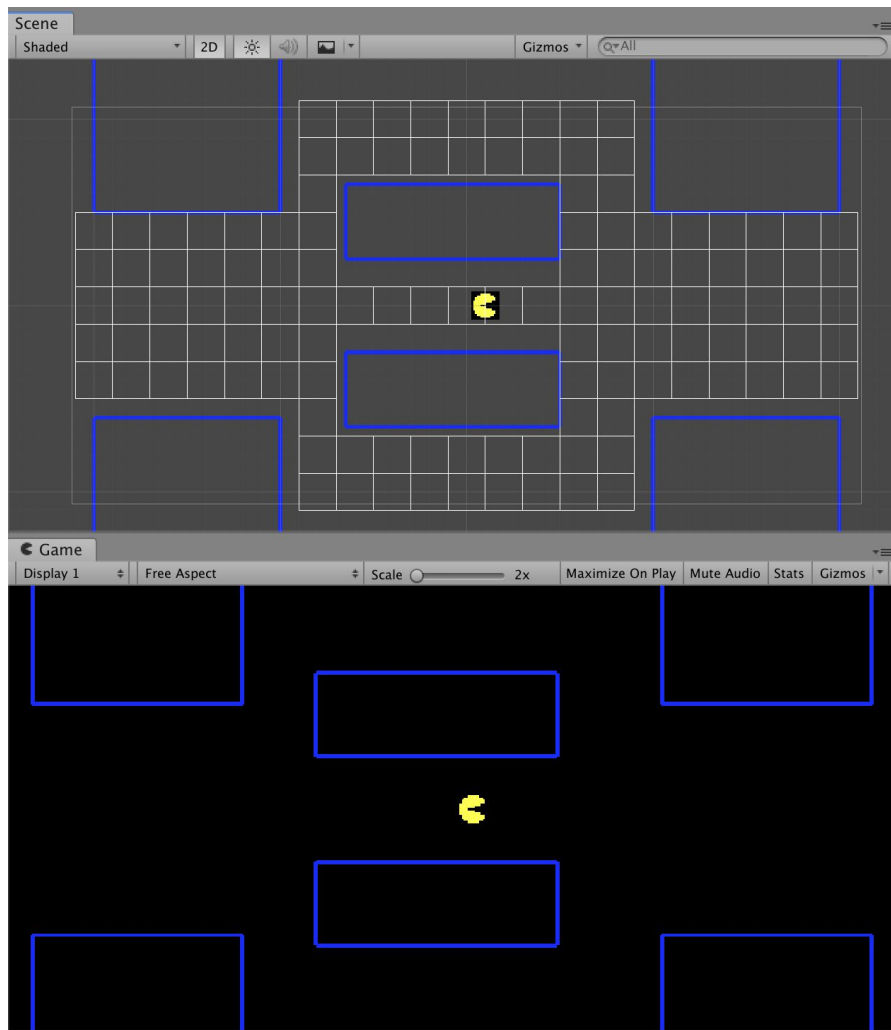 Scene
Shaded 2D Gizmos All
Game
Display 1 Free Aspect Scale 2x Maximize On Play Mute Audio Stats Gizmos